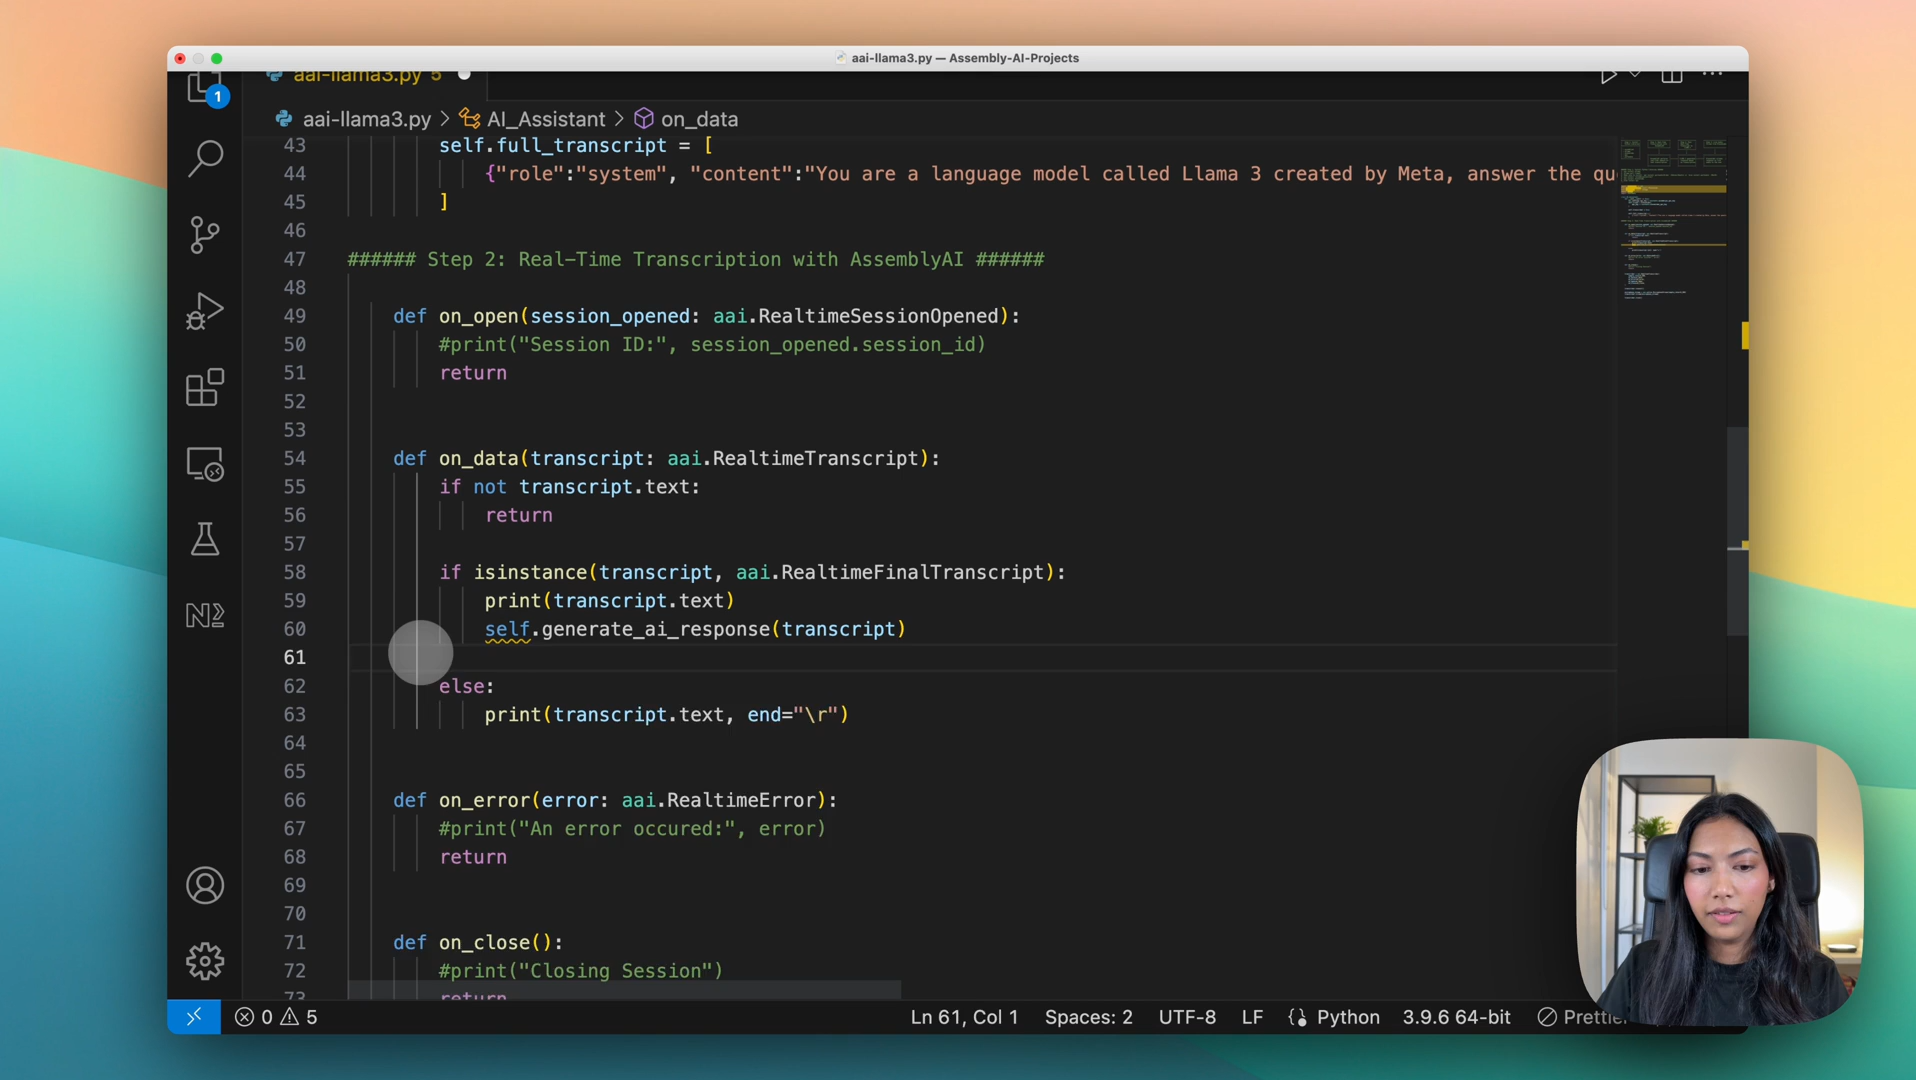 aai-llama3.py — Assembly-AI-Projects
aai-llama3.py 5
1
aai-llama3.py > AI_Assistant > on_data
43 self.full_transcript = [
44 {"role":"system", "content":"You are a language model called Llama 3 created by Meta, answer the qu
45 ]
46
47 ###### Step 2: Real-Time Transcription with AssemblyAI ######
48
49 def on_open(session_opened: aai.RealtimeSessionOpened):
50 #print("Session ID:", session_opened.session_id)
51 return
52
53
54 def on_data(transcript: aai.RealtimeTranscript):
55 if not transcript.text:
56 return
57
58 if isinstance(transcript, aai.RealtimeFinalTranscript):
59 print(transcript.text)
60 self.generate_ai_response(transcript)
61
62 else:
63 print(transcript.text, end="\r")
64
65
66 def on_error(error: aai.RealtimeError):
67 #print("An error occured:", error)
68 return
69
70
71 def on_close():
72 #print("Closing Session")
73 return
0 5 Ln 61, Col 1 Spaces: 2 UTF-8 LF Python 3.9.6 64-bit Prettier